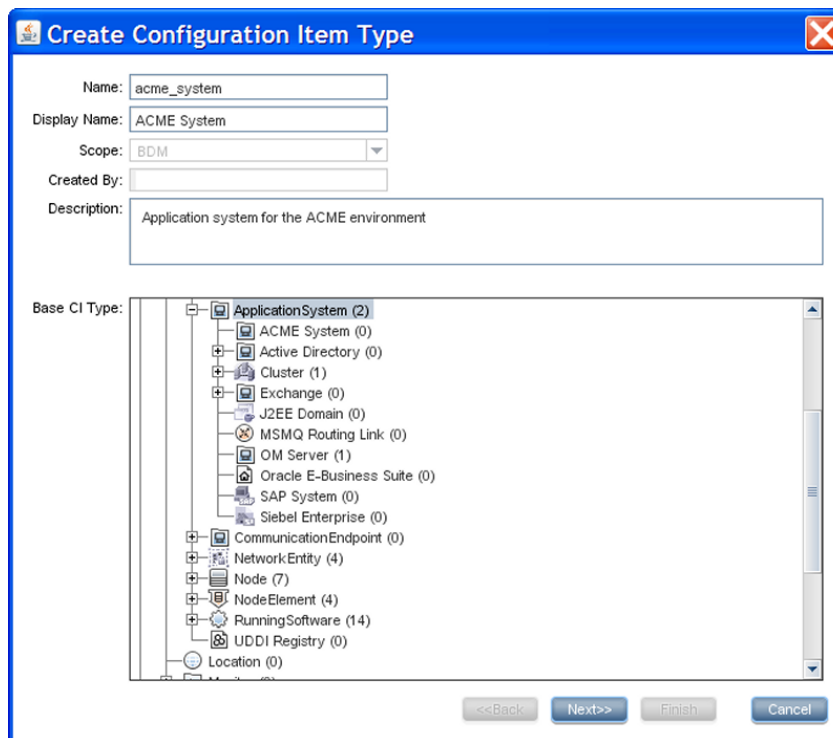 Create Configuration Item Type
Name: acme_system
Display Name: ACME System
Scope: BDM
Created By:
Description: Application system for the ACME environment
Base CI Type: ApplicationSystem (2)
ACME System (0)
Active Directory (0)
Cluster (1)
Exchange (0)
J2EE Domain (0)
MSMQ Routing Link (0)
OM Server (1)
Oracle E-Business Suite (0)
SAP System (0)
Siebel Enterprise (0)
CommunicationEndpoint (0)
NetworkEntity (4)
Node (7)
NodeElement (4)
RunningSoftware (14)
UDDI Registry (0)
Location (0)
<<Back Next>> Finish Cancel